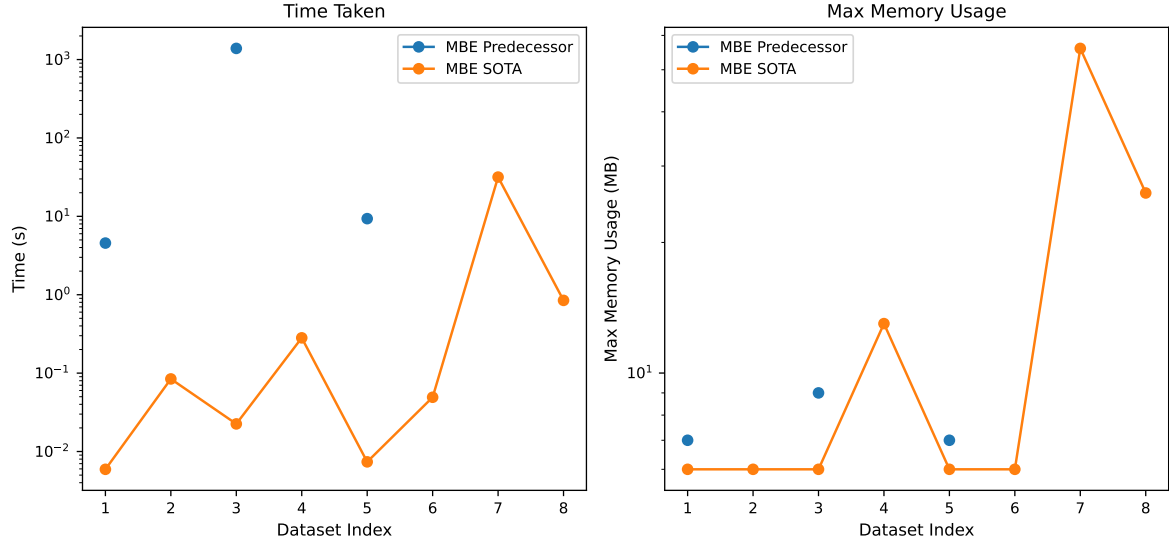 Time Taken
Time (s)
10³
10²
10¹
10⁰
10⁻¹
10⁻²
MBE Predecessor
MBE SOTA
1 2 3 4 5 6 7 8
Dataset Index
Max Memory Usage
Max Memory Usage (MB)
10¹
MBE Predecessor
MBE SOTA
1 2 3 4 5 6 7 8
Dataset Index